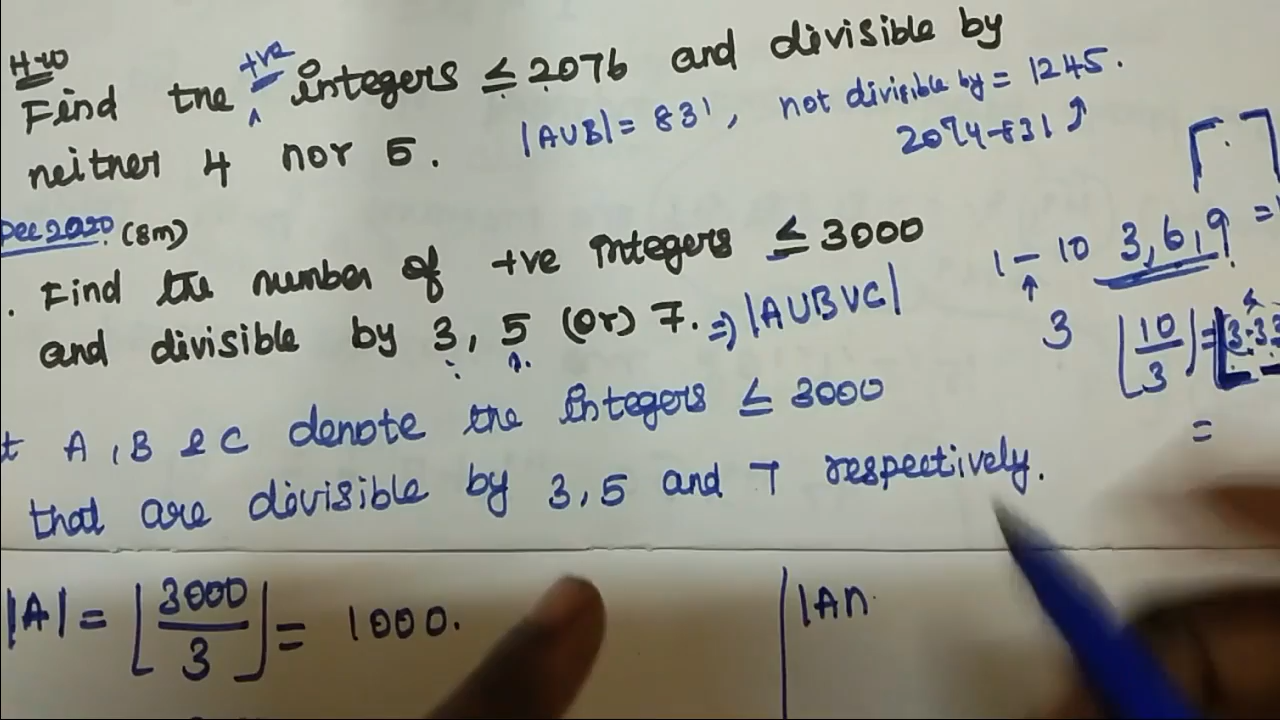 H.W
Find the +ve integers ≤ 2076 and divisible by
neither 4 nor 5.
|AUB| = 831, not divisible by = 1245.
2074-831
Dec 2020. (8m)
. Find the number of +ve integers ≤ 3000
and divisible by 3, 5 (or) 7. ⇒ |AUBUC|
1 - 10 3,6,9
3 ⌊10/3⌋ =
=
t A, B & C denote the integers ≤ 3000
that are divisible by 3, 5 and 7 respectively.
|A| = ⌊3000/3⌋ = 1000.
|A∩